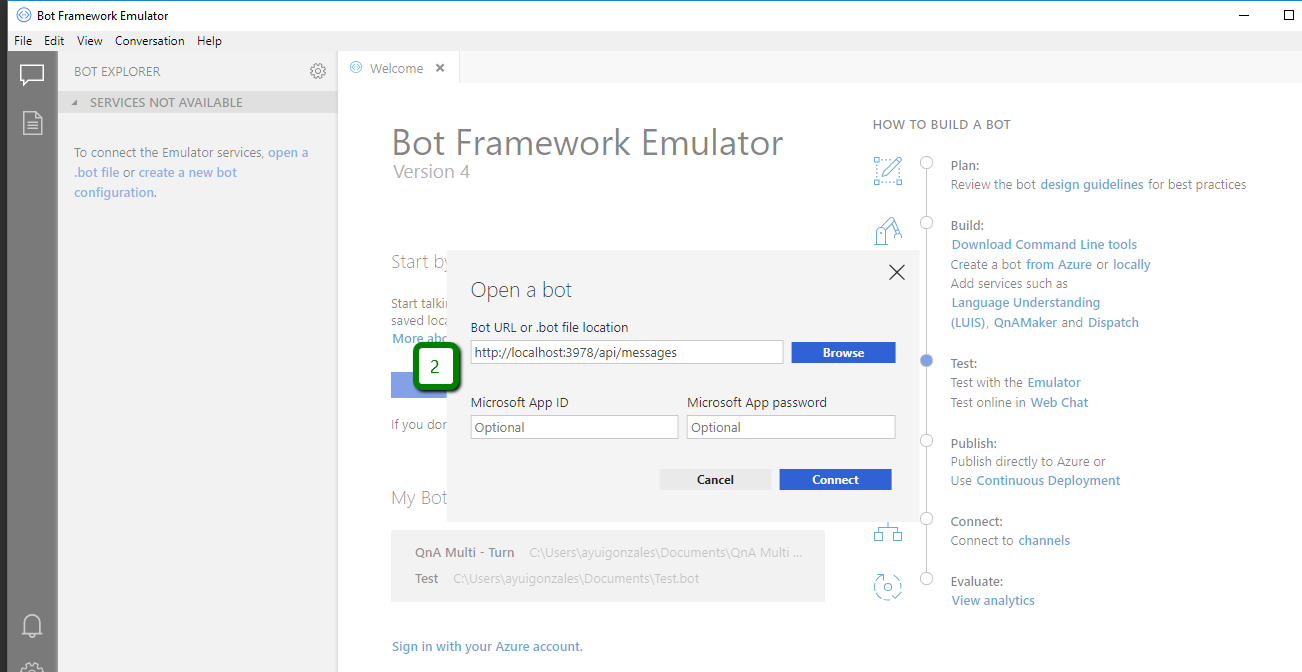 Bot Framework Emulator
File Edit View Conversation Help
BOT EXPLORER
SERVICES NOT AVAILABLE
To connect the Emulator services, open a
.bot file or create a new bot
configuration.
Welcome
Bot Framework Emulator
Version 4
Start by
Start talki
saved loca
More abo
If you don
My Bot
QnA Multi - Turn C:\Users\ayuigonzales\Documents\QnA Multi ...
Test C:\Users\ayuigonzales\Documents\Test.bot
Sign in with your Azure account.
2
Open a bot
Bot URL or .bot file location
http://localhost:3978/api/messages
Browse
Microsoft App ID Microsoft App password
Optional Optional
Cancel Connect
HOW TO BUILD A BOT
Plan:
Review the bot design guidelines for best practices
Build:
Download Command Line tools
Create a bot from Azure or locally
Add services such as
Language Understanding
(LUIS), QnAMaker and Dispatch
Test:
Test with the Emulator
Test online in Web Chat
Publish:
Publish directly to Azure or
Use Continuous Deployment
Connect:
Connect to channels
Evaluate:
View analytics